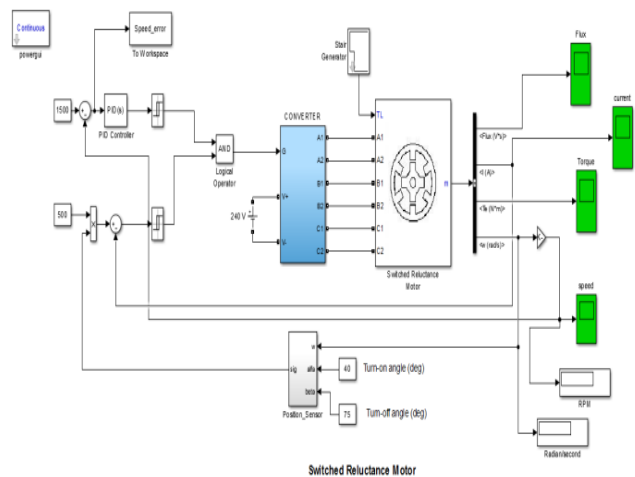 Continuous
powergui
Speed_error
To Workspace
1500
PID(s)
PID Controller
AND
Logical
Operator
500
X
CONVERTER
G
V+
V-
A1
A2
B1
B2
C1
C2
240 V
Stair
Generator
TL
A1
A2
B1
B2
C1
C2
m
Switched Reluctance
Motor
<Flux (V*s)>
<I (A)>
<Te (N*m)>
<w (rad/s)>
Flux
current
Torque
speed
RPM
Radian/second
sig
w
alfa
beta
Position_Sensor
40
Turn-on angle (deg)
75
Turn-off angle (deg)
Switched Reluctance Motor